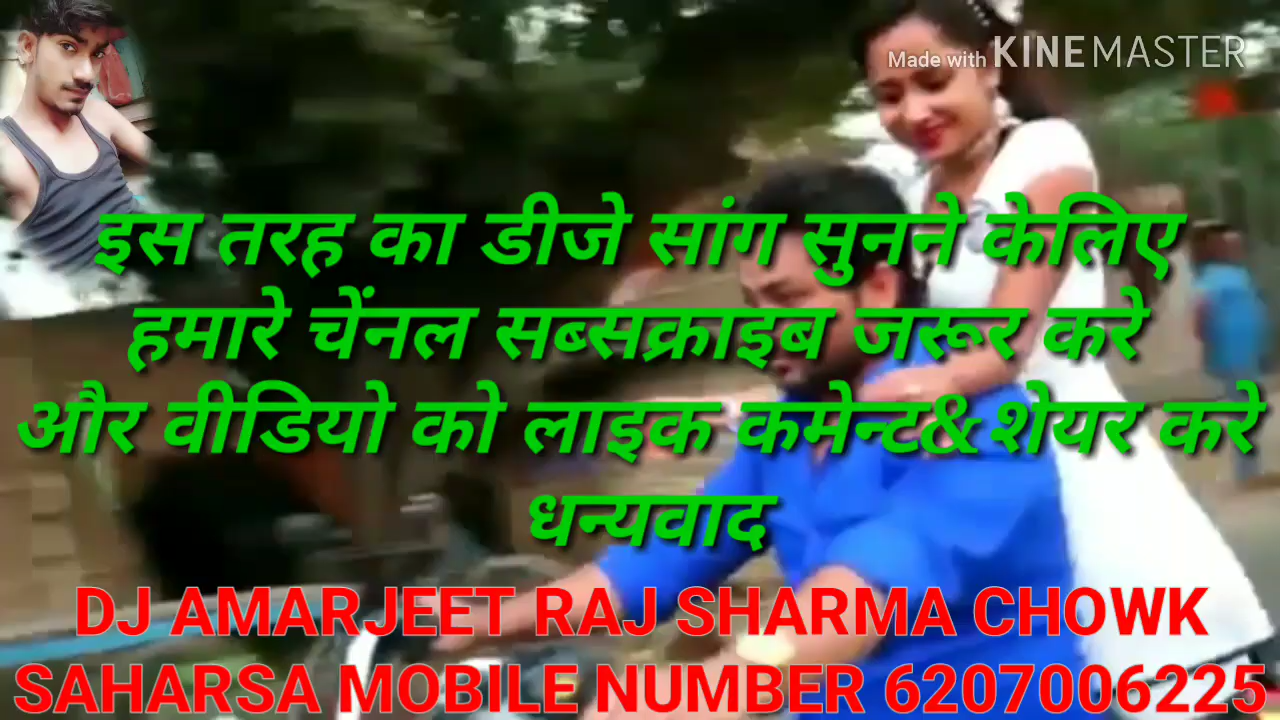 Made with KINEMASTER
इस तरह का डीजे सांग सुनने केलिए
हमारे चेंनल सब्सक्राइब जरूर करे
और वीडियो को लाइक कमेन्ट&शेयर करे
धन्यवाद
DJ AMARJEET RAJ SHARMA CHOWK
SAHARSA MOBILE NUMBER 6207006225